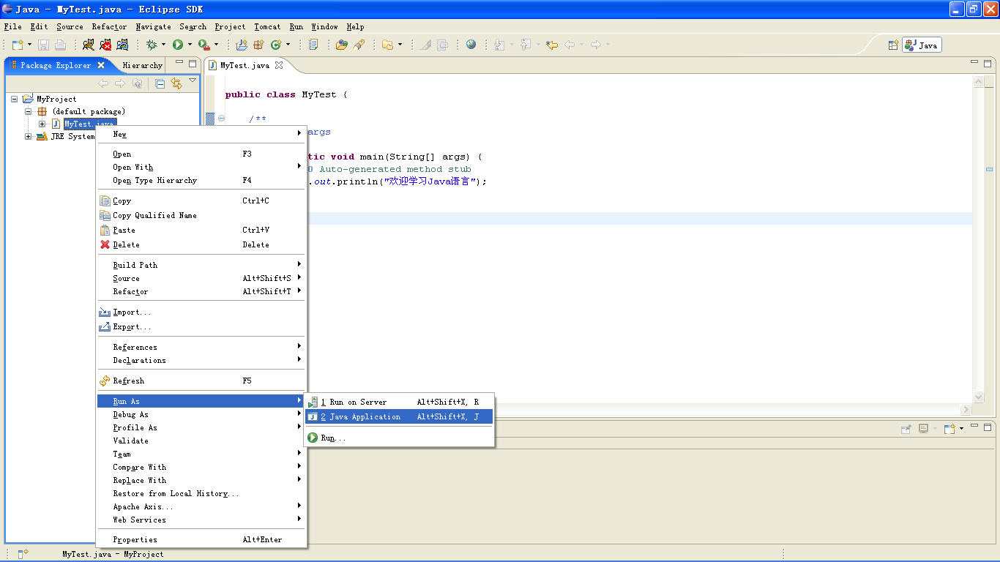 Java - MyTest.java - Eclipse SDK
File Edit Source Refactor Navigate Search Project Tomcat Run Window Help
Java
Package Explorer Hierarchy
MyTest.java
MyProject
(default package)
MyTest.java
JRE System
public class MyTest {
/**
args
tic void main(String[] args) {
Auto-generated method stub
.out.println("欢迎学习Java语言");
New
Open F3
Open With
Open Type Hierarchy F4
Copy Ctrl+C
Copy Qualified Name
Paste Ctrl+V
Delete Delete
Build Path
Source Alt+Shift+S
Refactor Alt+Shift+T
Import...
Export...
References
Declarations
Refresh F5
Run As
Debug As
Profile As
Validate
Team
Compare With
Replace With
Restore from Local History...
Apache Axis...
Web Services
Properties Alt+Enter
1 Run on Server Alt+Shift+X, R
2 Java Application Alt+Shift+X, J
Run...
MyTest.java - MyProject